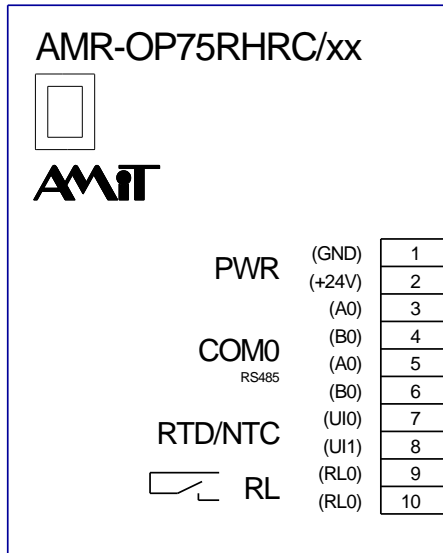 AMR-OP75RHRC/xx
AMiT
PWR (GND) 1
(+24V) 2
(A0) 3
COM0 (B0) 4
RS485 (A0) 5
(B0) 6
RTD/NTC (UI0) 7
(UI1) 8
RL (RL0) 9
(RL0) 10